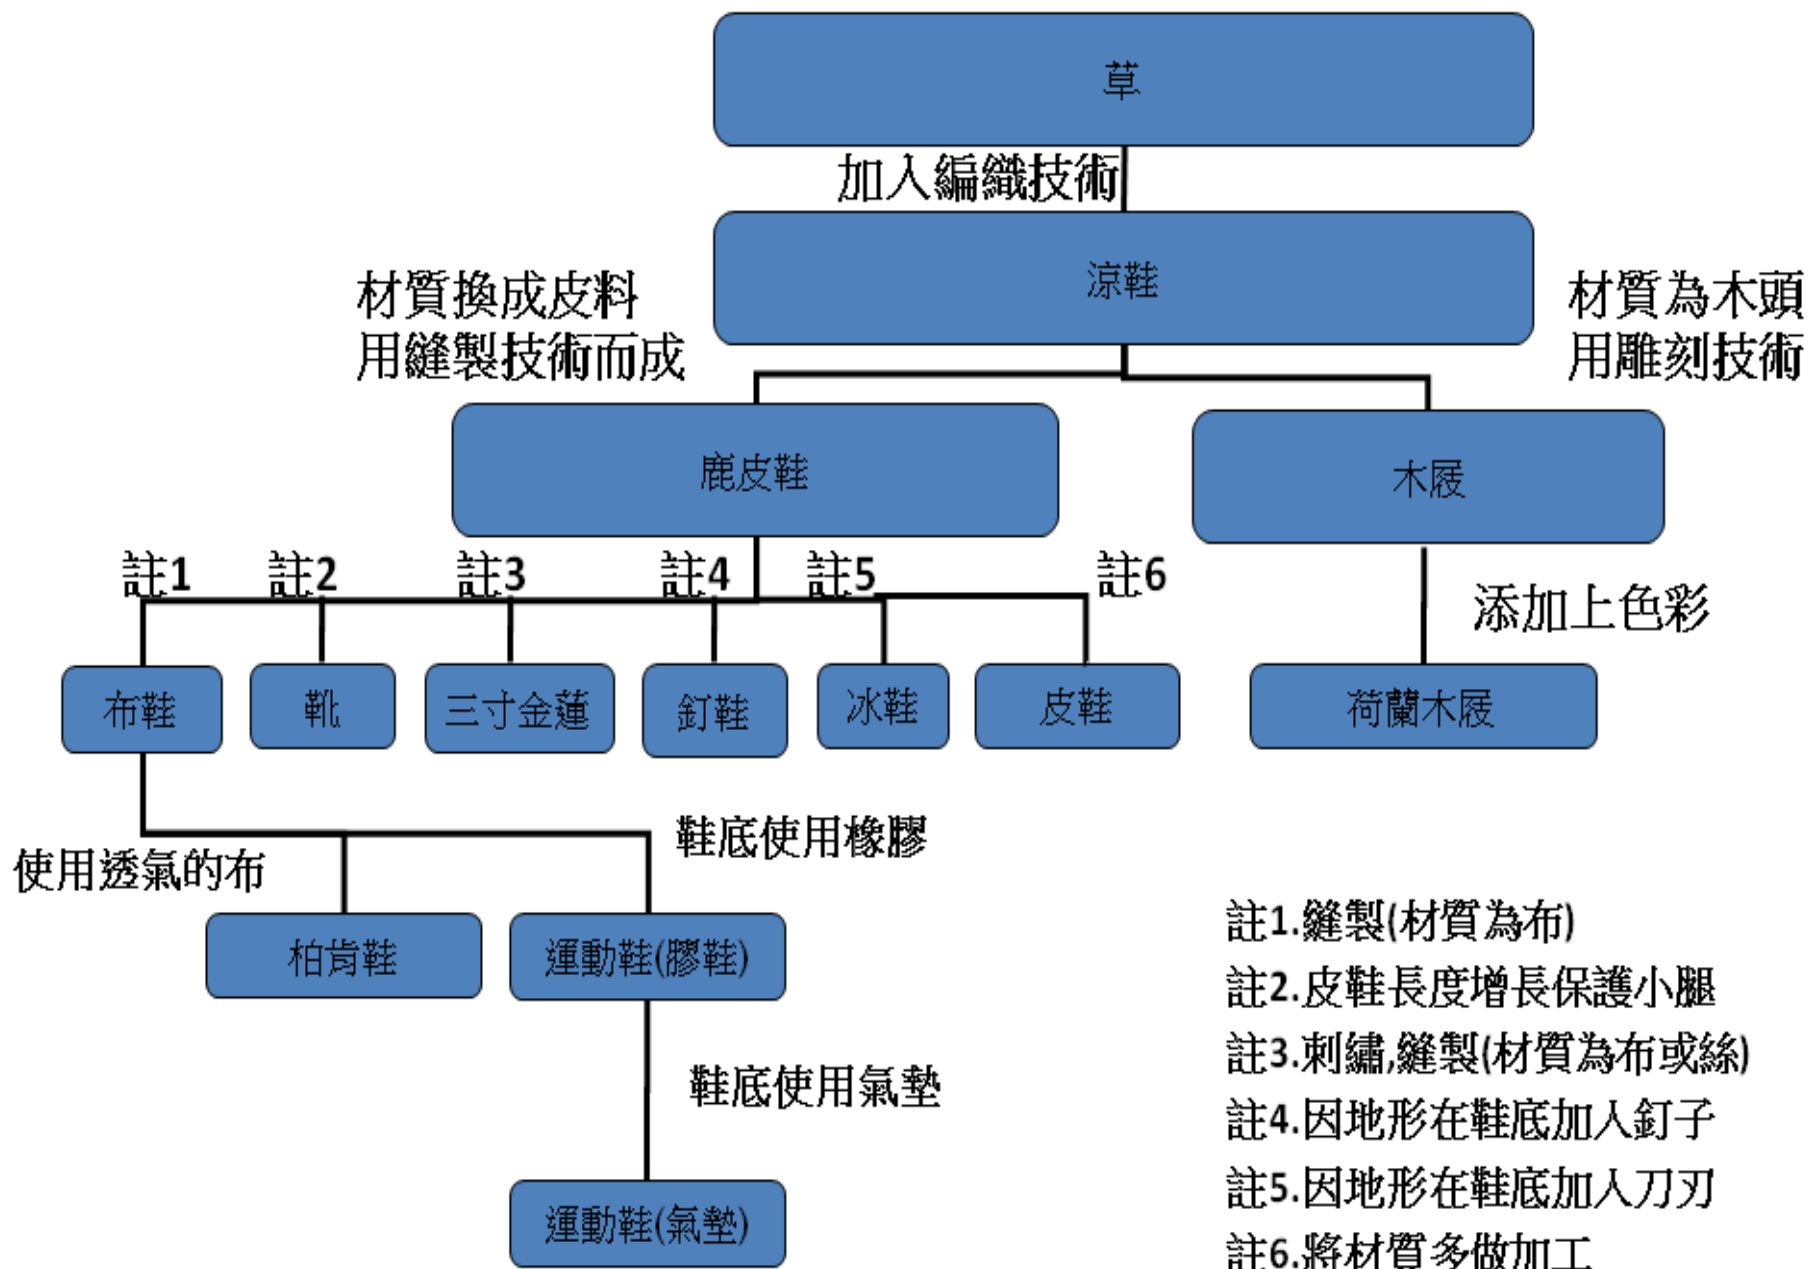 草
加入編織技術
涼鞋
材質換成皮料
用縫製技術而成
材質為木頭
用雕刻技術
鹿皮鞋
木屐
註1
註2
註3
註4
註5
註6
添加上色彩
布鞋
靴
三寸金蓮
釘鞋
冰鞋
皮鞋
荷蘭木屐
使用透氣的布
鞋底使用橡膠
柏肯鞋
運動鞋(膠鞋)
鞋底使用氣墊
運動鞋(氣墊)
註1.縫製(材質為布)
註2.皮鞋長度增長保護小腿
註3.刺繡,縫製(材質為布或絲)
註4.因地形在鞋底加入釘子
註5.因地形在鞋底加入刀刃
註6.將材質多做加工